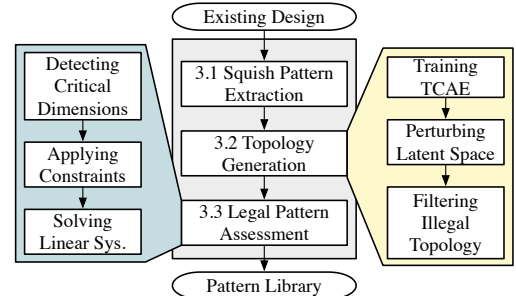 Existing Design
Detecting
Critical
Dimensions
Applying
Constraints
Solving
Linear Sys.
3.1 Squish Pattern
Extraction
3.2 Topology
Generation
3.3 Legal Pattern
Assessment
Training
TCAE
Perturbing
Latent Space
Filtering
Illegal
Topology
Pattern Library